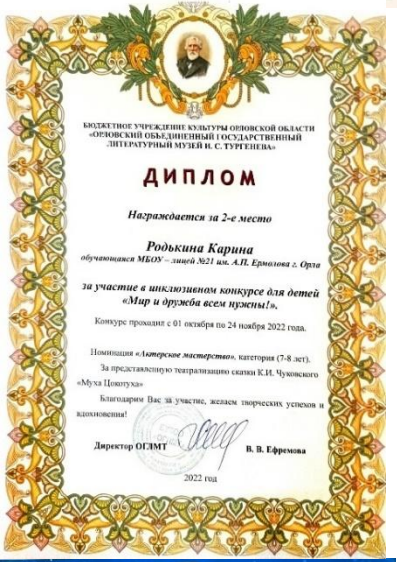 БЮДЖЕТНОЕ УЧРЕЖДЕНИЕ КУЛЬТУРЫ ОРЛОВСКОЙ ОБЛАСТИ
«ОРЛОВСКИЙ ОБЪЕДИНЕННЫЙ ГОСУДАРСТВЕННЫЙ
ЛИТЕРАТУРНЫЙ МУЗЕЙ И. С. ТУРГЕНЕВА»
ДИПЛОМ
Награждается за 2-е место
Родькина Карина
обучающаяся МБОУ – лицей №21 им. А.П. Ермолова г. Орла
за участие в инклюзивном конкурсе для детей
«Мир и дружба всем нужны!».
Конкурс проходил с 01 октября по 24 ноября 2022 года.
Номинация «Актерское мастерство», категория (7-8 лет).
За представленную театрализацию сказки К.И. Чуковского
«Муха Цокотуха»
Благодарим Вас за участие, желаем творческих успехов и
вдохновения!
Директор ОГЛМТ В. В. Ефремова
2022 год